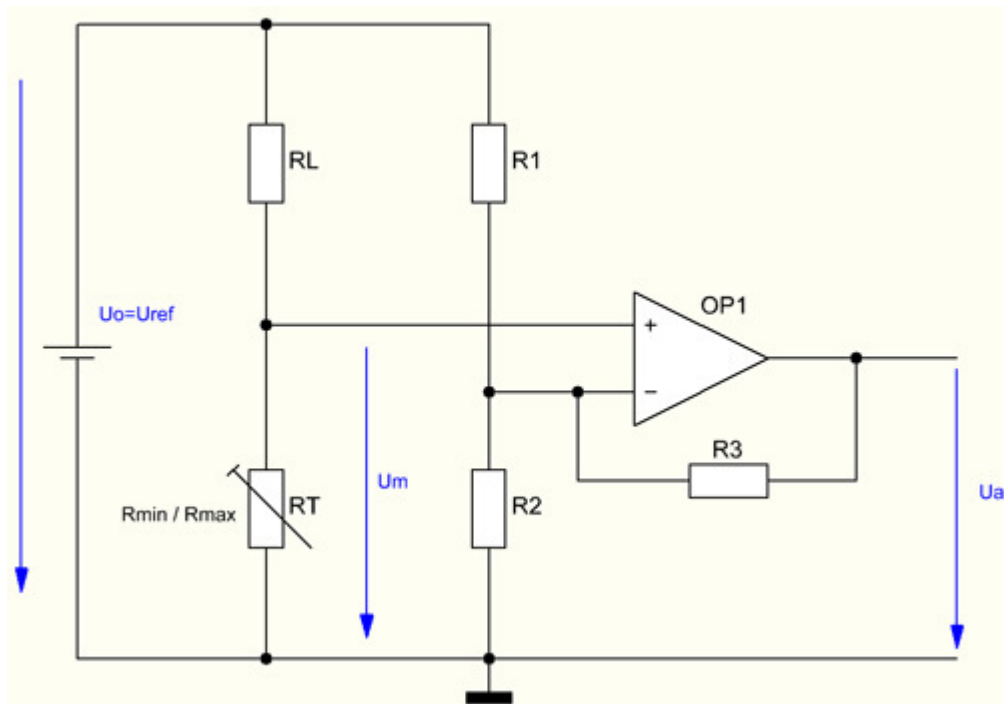 RL
R1
Uo=Uref
OP1
+
−
R3
Um
Ua
Rmin / Rmax
RT
R2